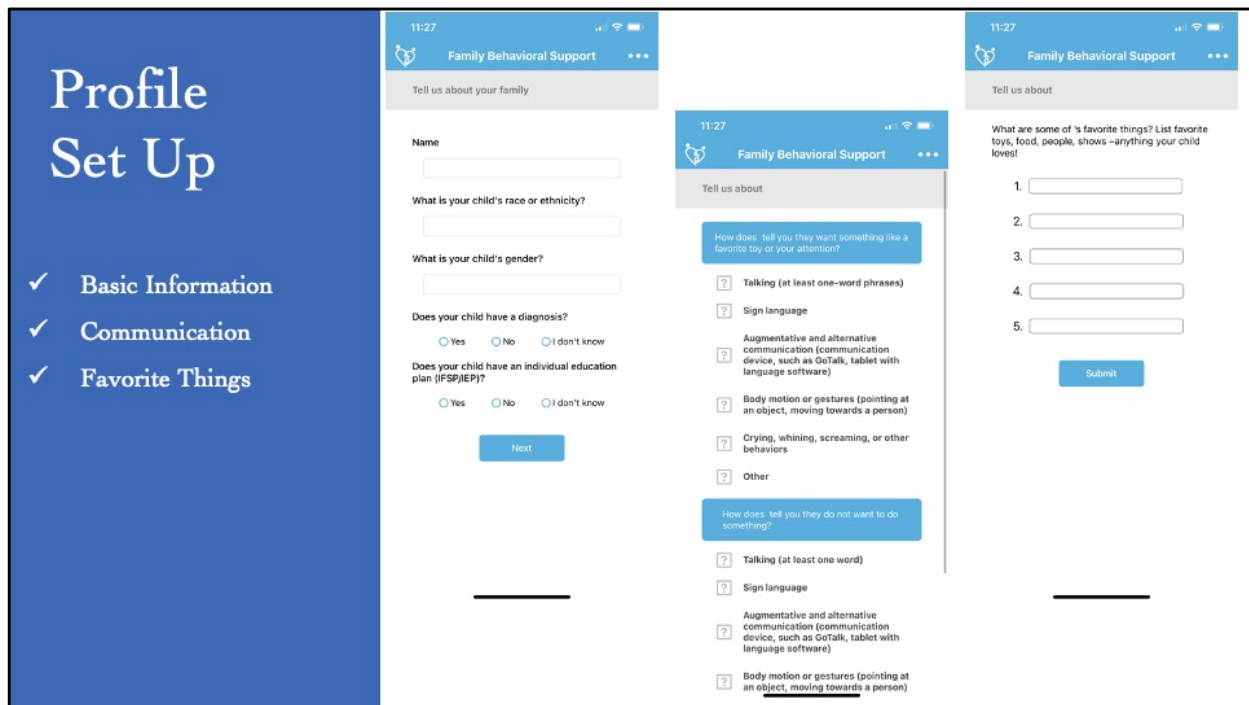 Profile
Set Up
✓ Basic Information
✓ Communication
✓ Favorite Things
11:27
Family Behavioral Support
Tell us about your family
Name
What is your child's race or ethnicity?
What is your child's gender?
Does your child have a diagnosis?
Yes No I don't know
Does your child have an individual education
plan (IFSP/IEP)?
Yes No I don't know
Next
11:27
Family Behavioral Support
Tell us about
How does tell you they want something like a
favorite toy or your attention?
? Talking (at least one-word phrases)
? Sign language
Augmentative and alternative
communication (communication
? device, such as GoTalk, tablet with
language software)
? Body motion or gestures (pointing at
an object, moving towards a person)
? Crying, whining, screaming, or other
behaviors
? Other
How does tell you they do not want to do
something?
? Talking (at least one word)
? Sign language
Augmentative and alternative
communication (communication
? device, such as GoTalk, tablet with
language software)
? Body motion or gestures (pointing at
an object, moving towards a person)
11:27
Family Behavioral Support
Tell us about
What are some of 's favorite things? List favorite
toys, food, people, shows –anything your child
loves!
1.
2.
3.
4.
5.
Submit